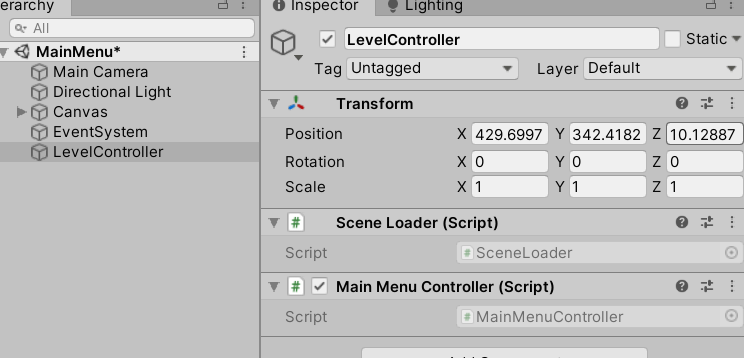 Inspector
Lighting
All
MainMenu*
Main Camera
Directional Light
Canvas
EventSystem
LevelController
LevelController
Static
Tag Untagged
Layer Default
Transform
Position X 429.6997 Y 342.4182 Z 10.12887
Rotation X 0 Y 0 Z 0
Scale X 1 Y 1 Z 1
Scene Loader (Script)
Script SceneLoader
Main Menu Controller (Script)
Script MainMenuController